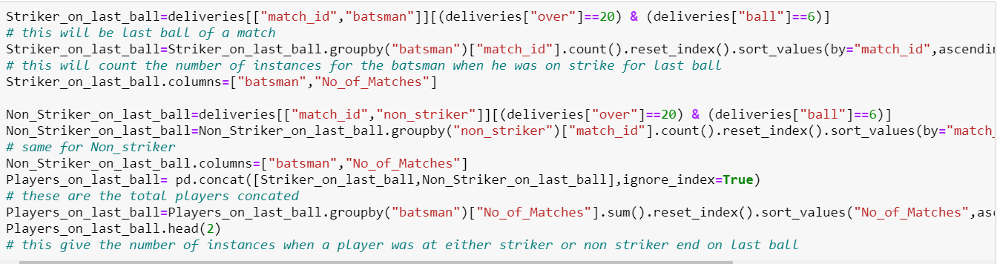 Striker_on_last_ball=deliveries[["match_id","batsman"]][(deliveries["over"]==20) & (deliveries["ball"]==6)]
# this will be last ball of a match
Striker_on_last_ball=Striker_on_last_ball.groupby("batsman")["match_id"].count().reset_index().sort_values(by="match_id",ascendin
# this will count the number of instances for the batsman when he was on strike for last ball
Striker_on_last_ball.columns=["batsman","No_of_Matches"]
Non_Striker_on_last_ball=deliveries[["match_id","non_striker"]][(deliveries["over"]==20) & (deliveries["ball"]==6)]
Non_Striker_on_last_ball=Non_Striker_on_last_ball.groupby("non_striker")["match_id"].count().reset_index().sort_values(by="match_
# same for Non_striker
Non_Striker_on_last_ball.columns=["batsman","No_of_Matches"]
Players_on_last_ball= pd.concat([Striker_on_last_ball,Non_Striker_on_last_ball],ignore_index=True)
# these are the total players concated
Players_on_last_ball=Players_on_last_ball.groupby("batsman")["No_of_Matches"].sum().reset_index().sort_values("No_of_Matches",asc
Players_on_last_ball.head(2)
# this give the number of instances when a player was at either striker or non striker end on last ball